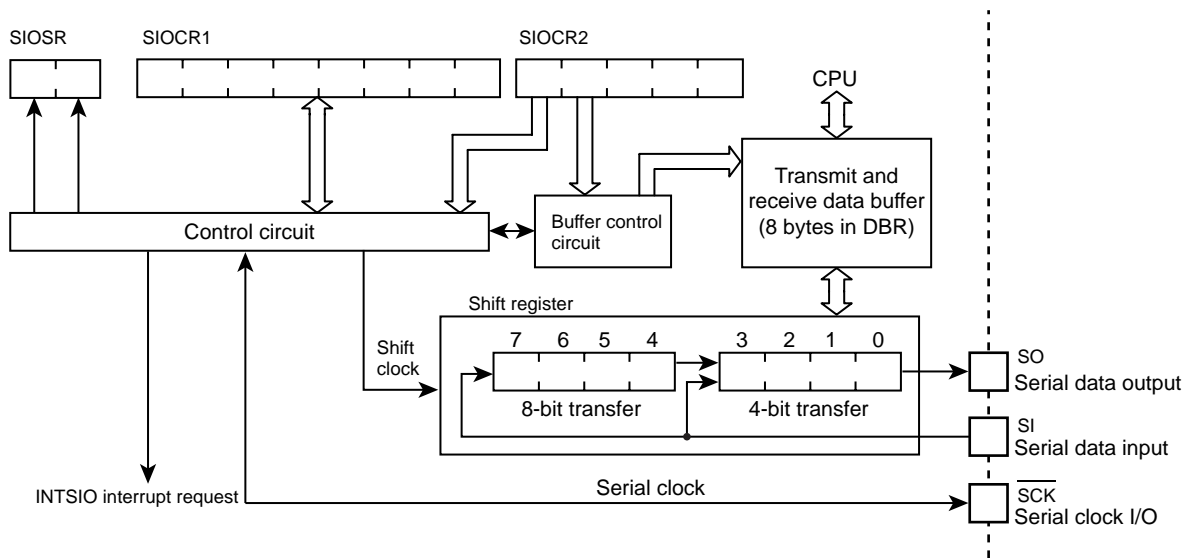 SIOSR
SIOCR1
SIOCR2
CPU
Transmit and
receive data buffer
(8 bytes in DBR)
Control circuit
Buffer control
circuit
Shift register
7 6 5 4 3 2 1 0
Shift
clock
8-bit transfer
4-bit transfer
SO
Serial data output
SI
Serial data input
INTSIO interrupt request
Serial clock
SCK
Serial clock I/O